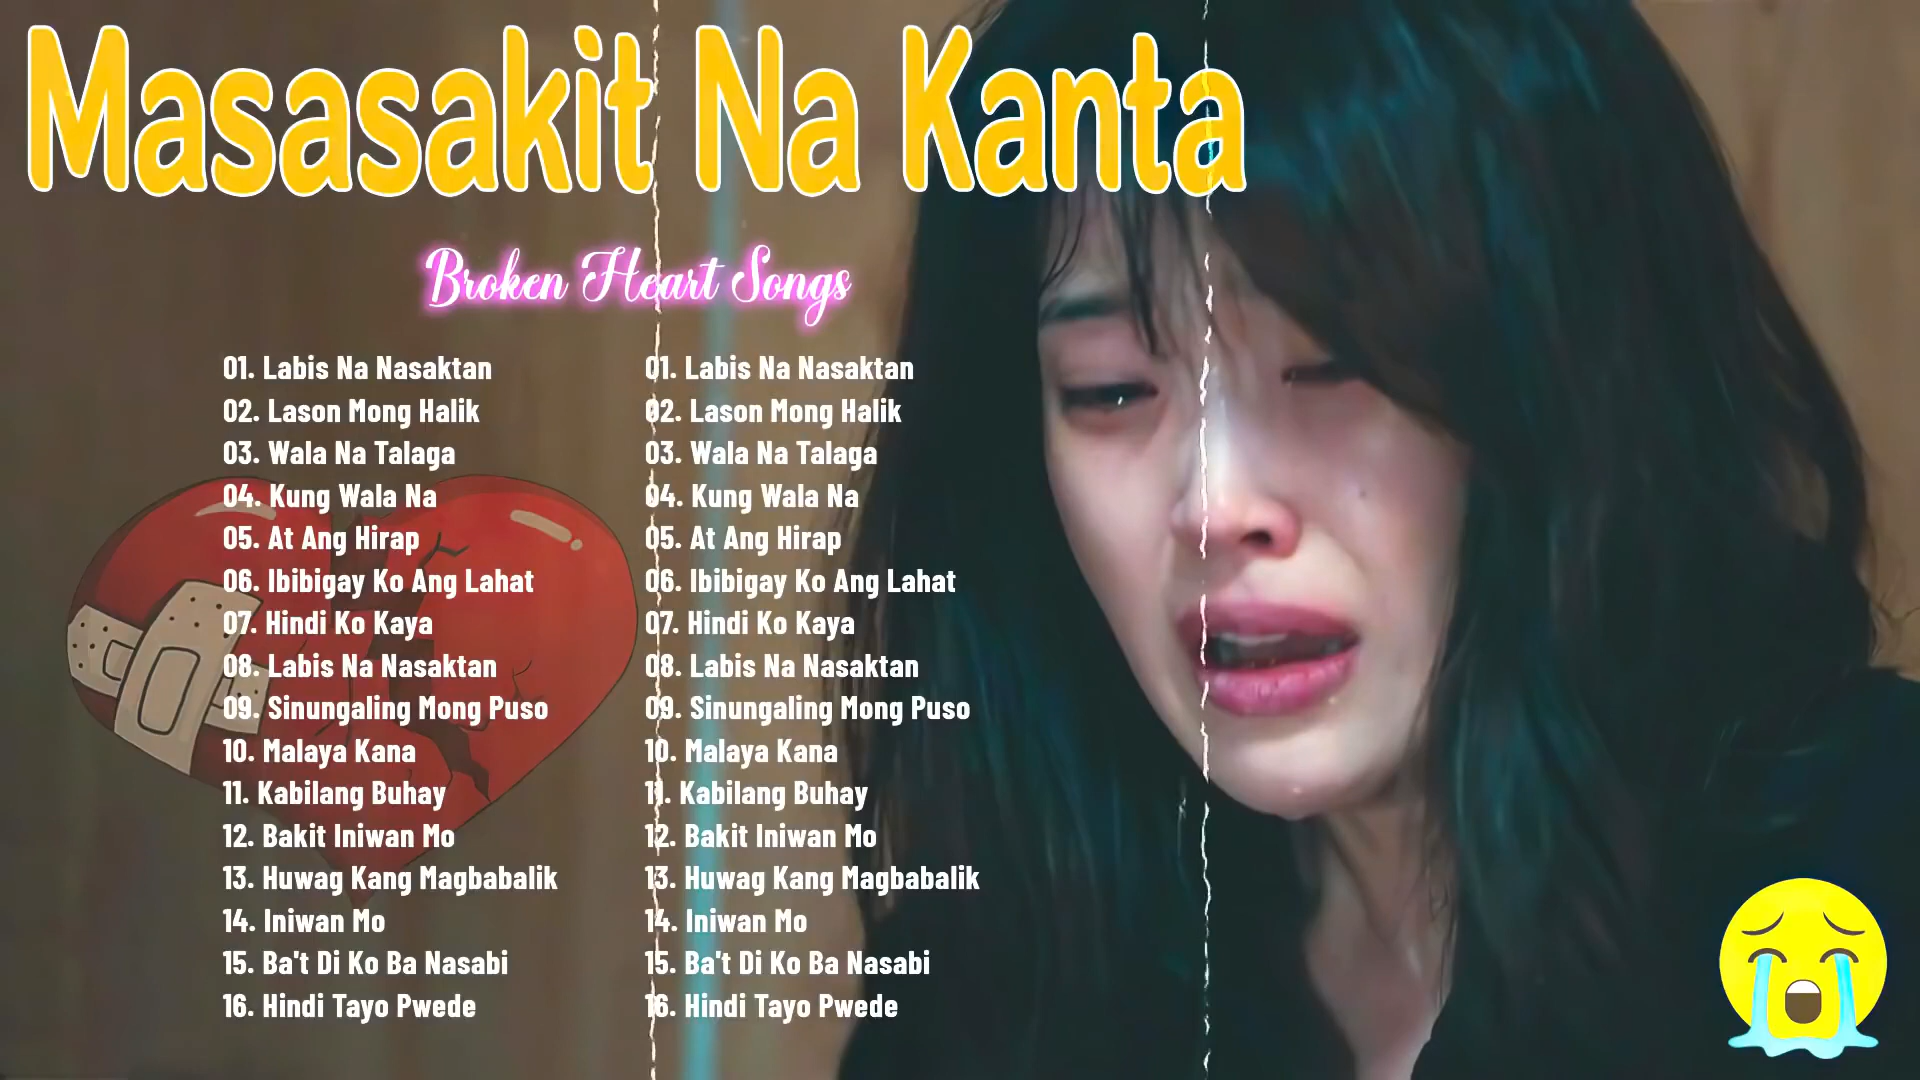 Masasakit Na Kanta
Broken Heart Songs
01. Labis Na Nasaktan
02. Lason Mong Halik
03. Wala Na Talaga
04. Kung Wala Na
05. At Ang Hirap
06. Ibibigay Ko Ang Lahat
07. Hindi Ko Kaya
08. Labis Na Nasaktan
09. Sinungaling Mong Puso
10. Malaya Kana
11. Kabilang Buhay
12. Bakit Iniwan Mo
13. Huwag Kang Magbabalik
14. Iniwan Mo
15. Ba't Di Ko Ba Nasabi
16. Hindi Tayo Pwede
01. Labis Na Nasaktan
02. Lason Mong Halik
03. Wala Na Talaga
04. Kung Wala Na
05. At Ang Hirap
06. Ibibigay Ko Ang Lahat
07. Hindi Ko Kaya
08. Labis Na Nasaktan
09. Sinungaling Mong Puso
10. Malaya Kana
11. Kabilang Buhay
12. Bakit Iniwan Mo
13. Huwag Kang Magbabalik
14. Iniwan Mo
15. Ba't Di Ko Ba Nasabi
16. Hindi Tayo Pwede